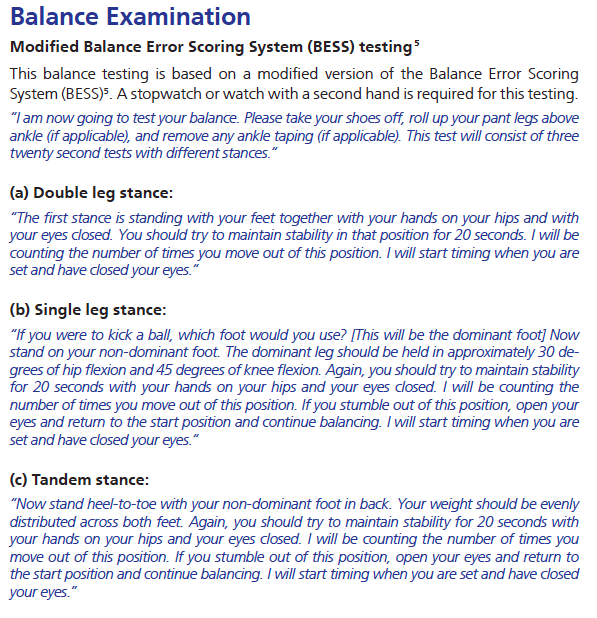 Balance Examination
Modified Balance Error Scoring System (BESS) testing⁵
This balance testing is based on a modified version of the Balance Error Scoring
System (BESS)⁵. A stopwatch or watch with a second hand is required for this testing.
“I am now going to test your balance. Please take your shoes off, roll up your pant legs above
ankle (if applicable), and remove any ankle taping (if applicable). This test will consist of three
twenty second tests with different stances.“
(a) Double leg stance:
“The first stance is standing with your feet together with your hands on your hips and with
your eyes closed. You should try to maintain stability in that position for 20 seconds. I will be
counting the number of times you move out of this position. I will start timing when you are
set and have closed your eyes.“
(b) Single leg stance:
“If you were to kick a ball, which foot would you use? [This will be the dominant foot] Now
stand on your non-dominant foot. The dominant leg should be held in approximately 30 de-
grees of hip flexion and 45 degrees of knee flexion. Again, you should try to maintain stability
for 20 seconds with your hands on your hips and your eyes closed. I will be counting the
number of times you move out of this position. If you stumble out of this position, open your
eyes and return to the start position and continue balancing. I will start timing when you are
set and have closed your eyes.“
(c) Tandem stance:
“Now stand heel-to-toe with your non-dominant foot in back. Your weight should be evenly
distributed across both feet. Again, you should try to maintain stability for 20 seconds with
your hands on your hips and your eyes closed. I will be counting the number of times you
move out of this position. If you stumble out of this position, open your eyes and return to
the start position and continue balancing. I will start timing when you are set and have closed
your eyes.“